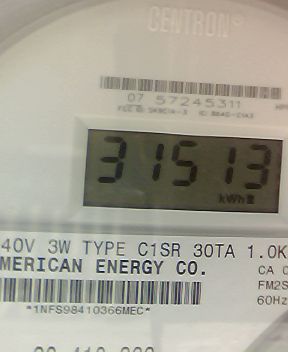 CENTRON®
07 57245311
31513
kWh
40V 3W TYPE C1SR 30TA 1.0K
MERICAN ENERGY CO.
CA
FM2S
60Hz
*1NFS98410366MEC*